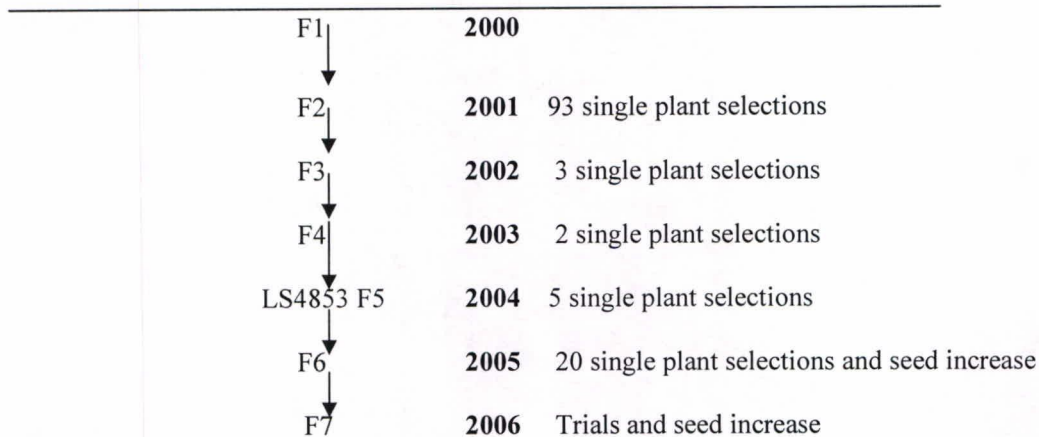 F1 2000
F2 2001 93 single plant selections
F3 2002 3 single plant selections
F4 2003 2 single plant selections
LS4853 F5 2004 5 single plant selections
F6 2005 20 single plant selections and seed increase
F7 2006 Trials and seed increase